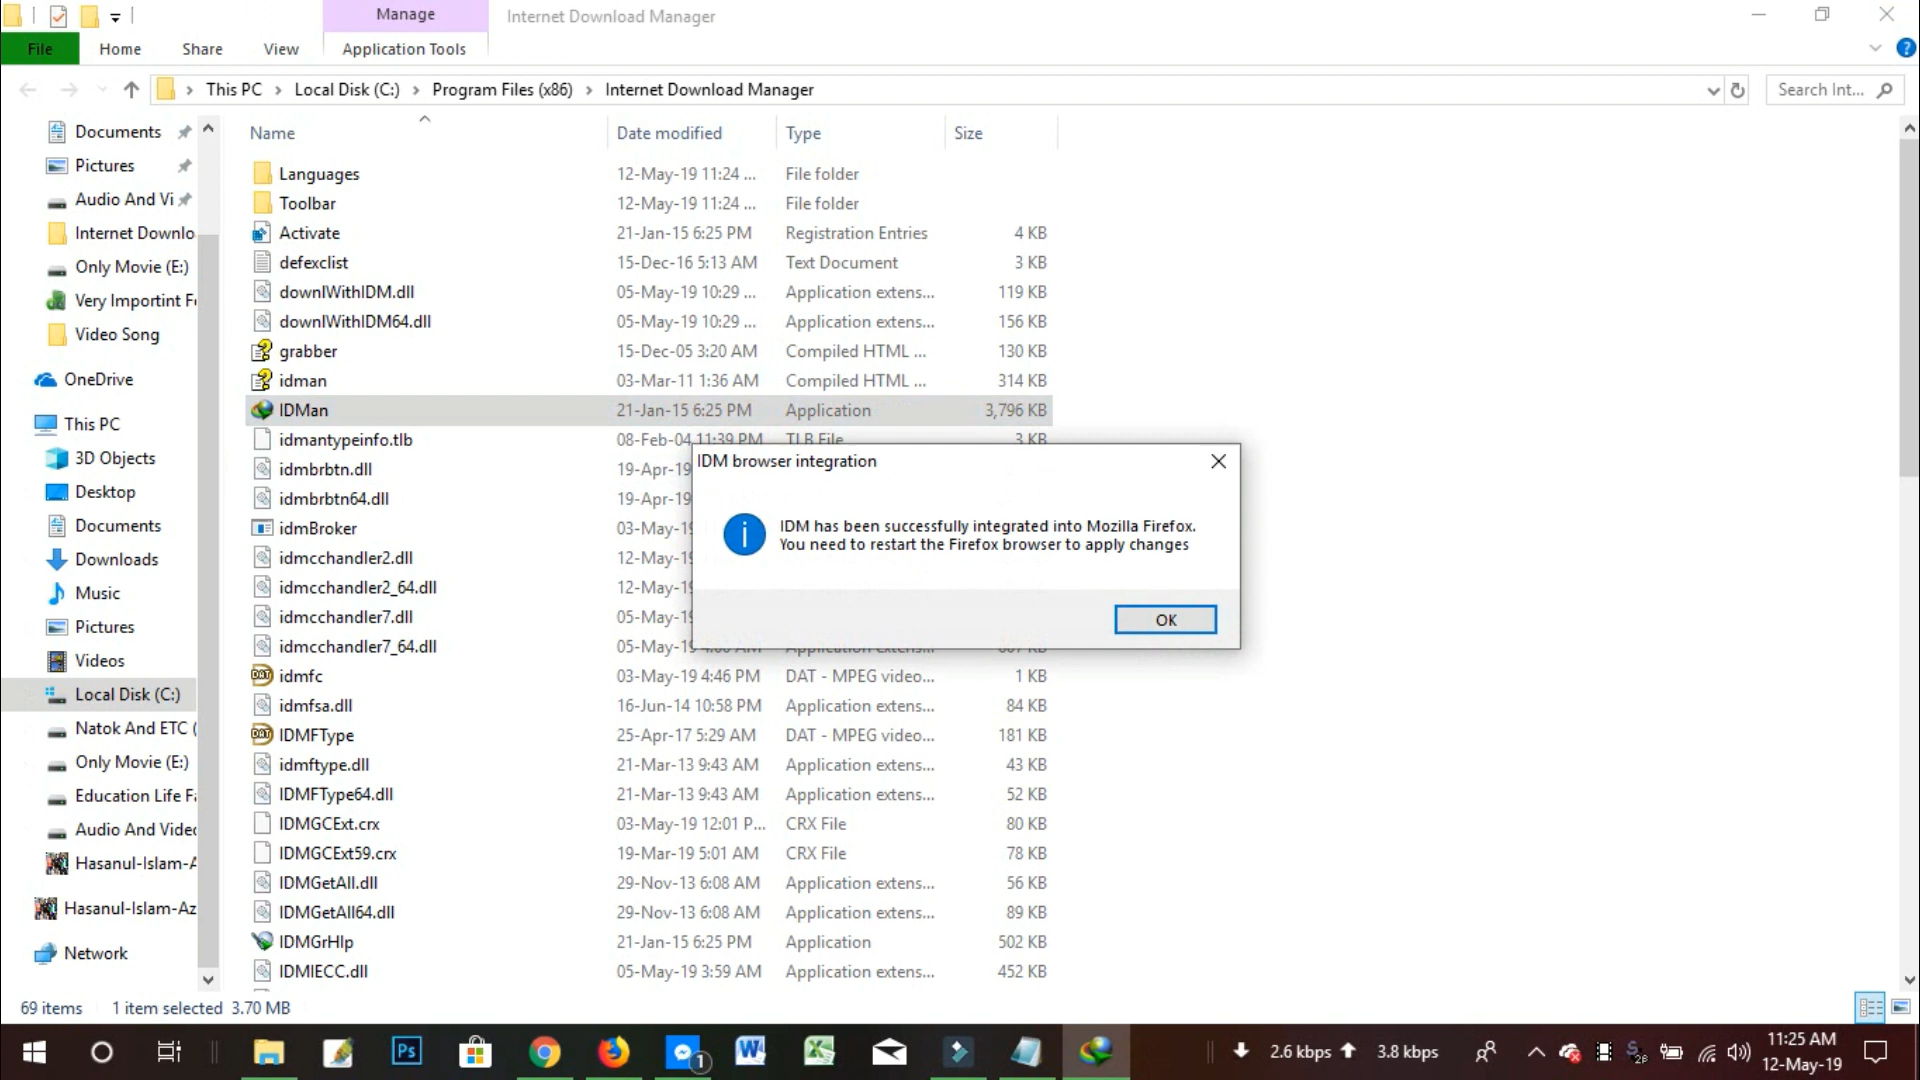 Manage
Internet Download Manager
File
Home
Share
View
Application Tools
This PC
Local Disk (C:)
Program Files (x86)
Internet Download Manager
Search Int...
Documents
Pictures
Audio And Vi
Internet Downlo
Only Movie (E:)
Very Importint F
Video Song
OneDrive
This PC
3D Objects
Desktop
Documents
Downloads
Music
Pictures
Videos
Local Disk (C:)
Natok And ETC (
Only Movie (E:)
Education Life F
Audio And Video
Hasanul-Islam-A
Hasanul-Islam-Az
Network
Name Date modified Type Size
Languages 12-May-19 11:24 ... File folder
Toolbar 12-May-19 11:24 ... File folder
Activate 21-Jan-15 6:25 PM Registration Entries 4 KB
defexclist 15-Dec-16 5:13 AM Text Document 3 KB
downlWithIDM.dll 05-May-19 10:29 ... Application extens... 119 KB
downlWithIDM64.dll 05-May-19 10:29 ... Application extens... 156 KB
grabber 15-Dec-05 3:20 AM Compiled HTML ... 130 KB
idman 03-Mar-11 1:36 AM Compiled HTML ... 314 KB
IDMan 21-Jan-15 6:25 PM Application 3,796 KB
idmantypeinfo.tlb 08-Feb-04 11:39 PM TLB File 3 KB
idmbrbtn.dll 19-Apr-19
idmbrbtn64.dll 19-Apr-19
idmBroker 03-May-19
idmcchandler2.dll 12-May-19
idmcchandler2_64.dll 12-May-19
idmcchandler7.dll 05-May-19
idmcchandler7_64.dll 05-May-19
idmfc 03-May-19 4:46 PM DAT - MPEG video... 1 KB
idmfsa.dll 16-Jun-14 10:58 PM Application extens... 84 KB
IDMFType 25-Apr-17 5:29 AM DAT - MPEG video... 181 KB
idmftype.dll 21-Mar-13 9:43 AM Application extens... 43 KB
IDMFType64.dll 21-Mar-13 9:43 AM Application extens... 52 KB
IDMGCExt.crx 03-May-19 12:01 P... CRX File 80 KB
IDMGCExt59.crx 19-Mar-19 5:01 AM CRX File 78 KB
IDMGetAll.dll 29-Nov-13 6:08 AM Application extens... 56 KB
IDMGetAll64.dll 29-Nov-13 6:08 AM Application extens... 89 KB
IDMGrHlp 21-Jan-15 6:25 PM Application 502 KB
IDMIECC.dll 05-May-19 3:59 AM Application extens... 452 KB
IDM browser integration
IDM has been successfully integrated into Mozilla Firefox.
You need to restart the Firefox browser to apply changes
OK
69 items 1 item selected 3.70 MB
Ps
1
2.6 kbps 3.8 kbps
11:25 AM
12-May-19